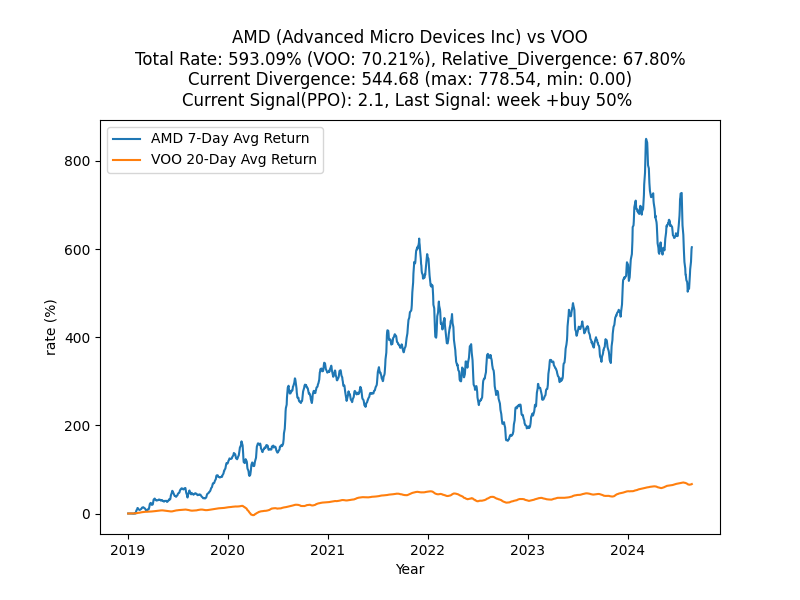 AMD (Advanced Micro Devices Inc) vs VOO
Total Rate: 593.09% (VOO: 70.21%), Relative_Divergence: 67.80%
Current Divergence: 544.68 (max: 778.54, min: 0.00)
Current Signal(PPO): 2.1, Last Signal: week +buy 50%
AMD 7-Day Avg Return
VOO 20-Day Avg Return
rate (%)
800
600
400
200
0
2019
2020
2021
2022
2023
2024
Year